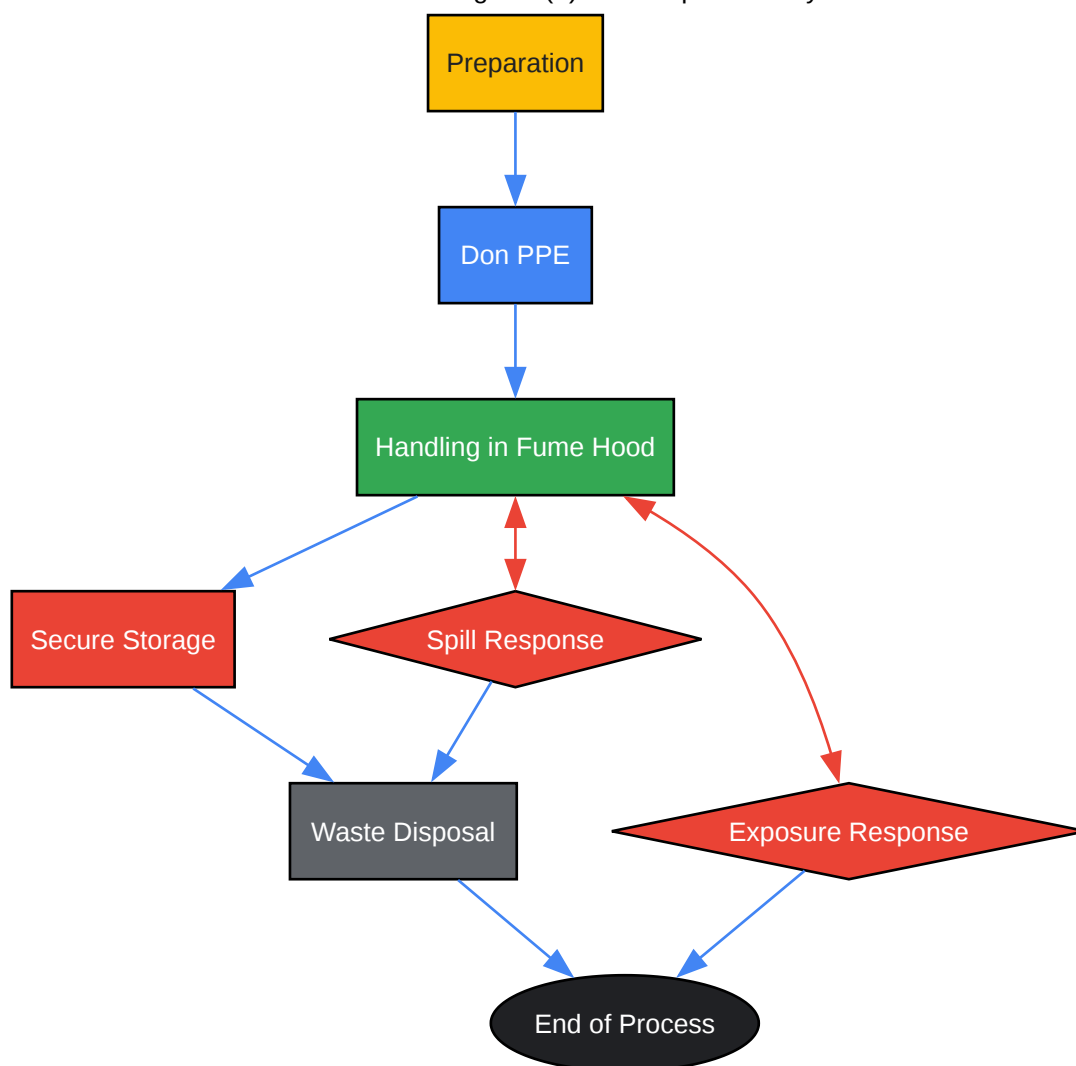 Preparation
Don PPE
Handling in Fume Hood
Secure Storage
Spill Response
Waste Disposal
Exposure Response
End of Process